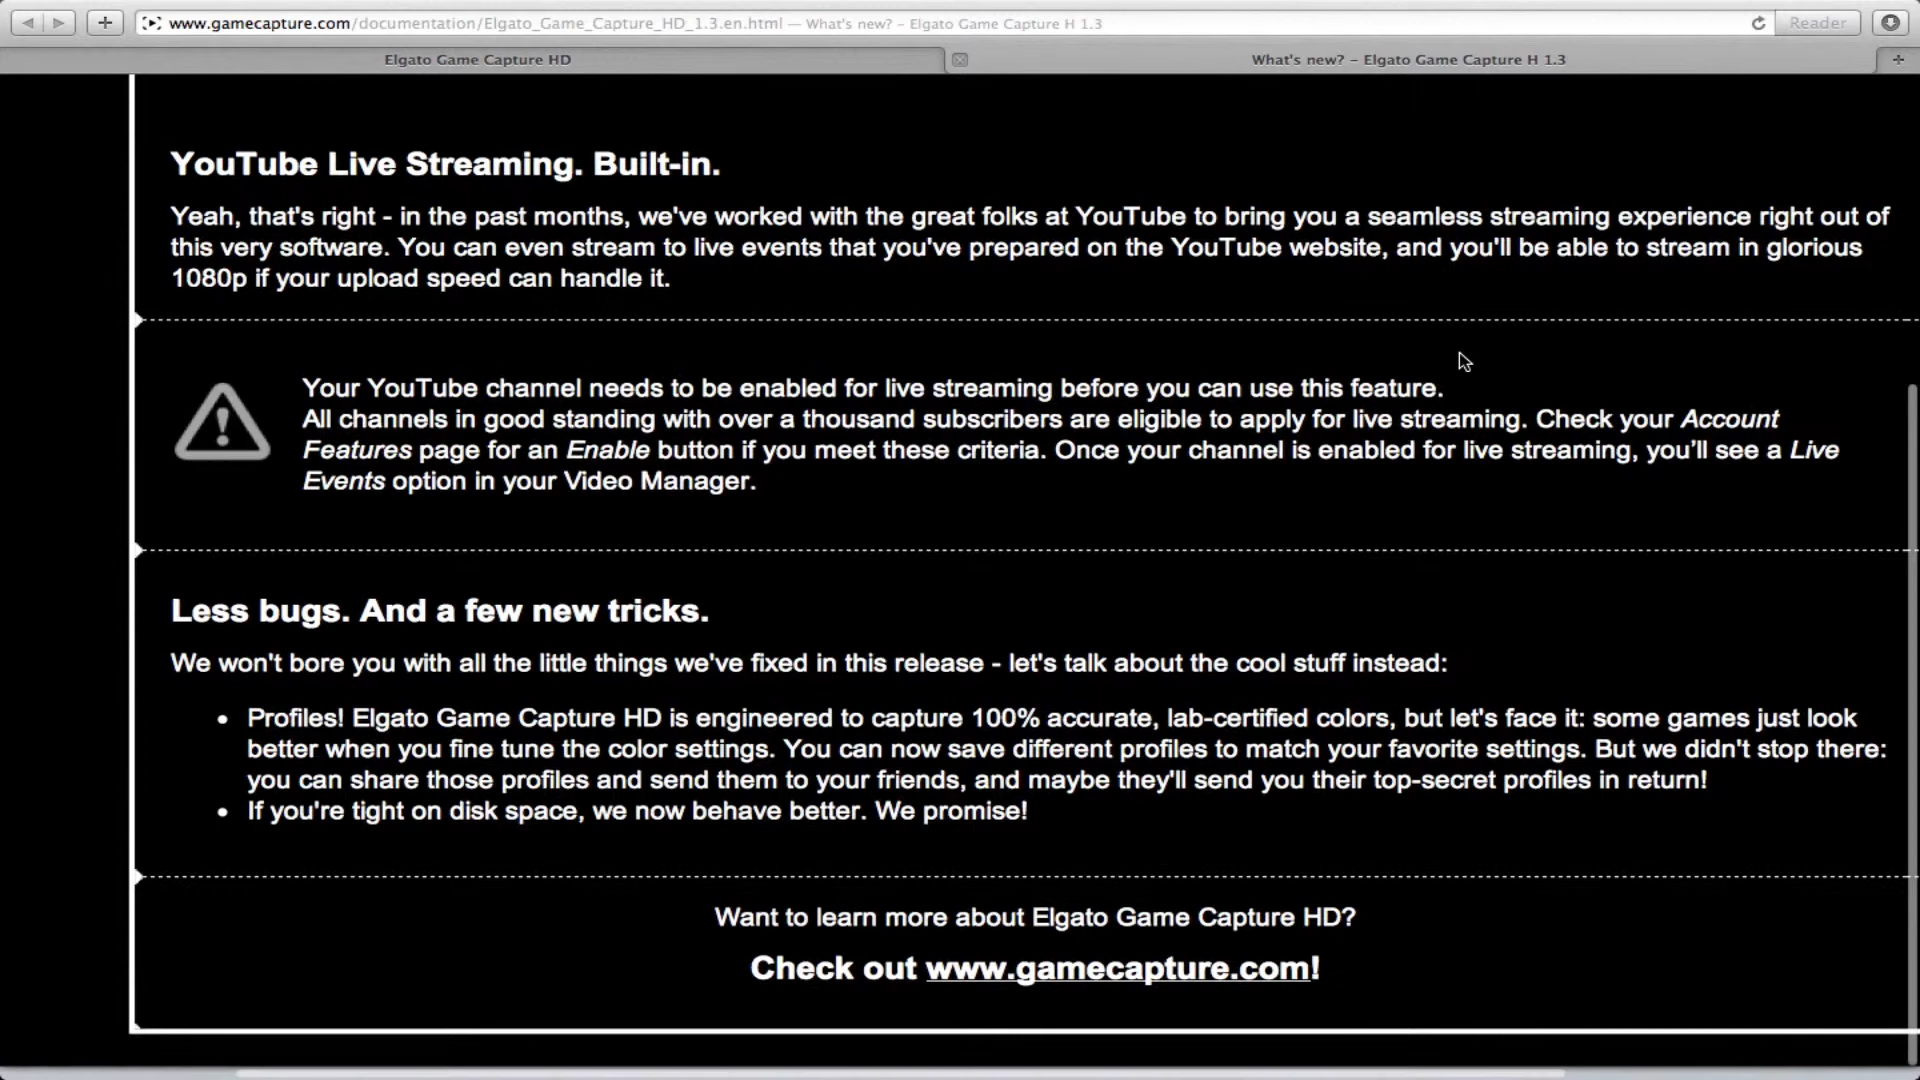 www.gamecapture.com/documentation/Elgato_Game_Capture_HD_1.3.en.html — What's new? – Elgato Game Capture H 1.3
Reader
Elgato Game Capture HD
What's new? – Elgato Game Capture H 1.3
YouTube Live Streaming. Built-in.
Yeah, that's right - in the past months, we've worked with the great folks at YouTube to bring you a seamless streaming experience right out of
this very software. You can even stream to live events that you've prepared on the YouTube website, and you'll be able to stream in glorious
1080p if your upload speed can handle it.
Your YouTube channel needs to be enabled for live streaming before you can use this feature.
All channels in good standing with over a thousand subscribers are eligible to apply for live streaming. Check your Account
Features page for an Enable button if you meet these criteria. Once your channel is enabled for live streaming, you’ll see a Live
Events option in your Video Manager.
Less bugs. And a few new tricks.
We won't bore you with all the little things we've fixed in this release - let's talk about the cool stuff instead:
• Profiles! Elgato Game Capture HD is engineered to capture 100% accurate, lab-certified colors, but let's face it: some games just look
better when you fine tune the color settings. You can now save different profiles to match your favorite settings. But we didn't stop there:
you can share those profiles and send them to your friends, and maybe they'll send you their top-secret profiles in return!
• If you're tight on disk space, we now behave better. We promise!
Want to learn more about Elgato Game Capture HD?
Check out www.gamecapture.com!